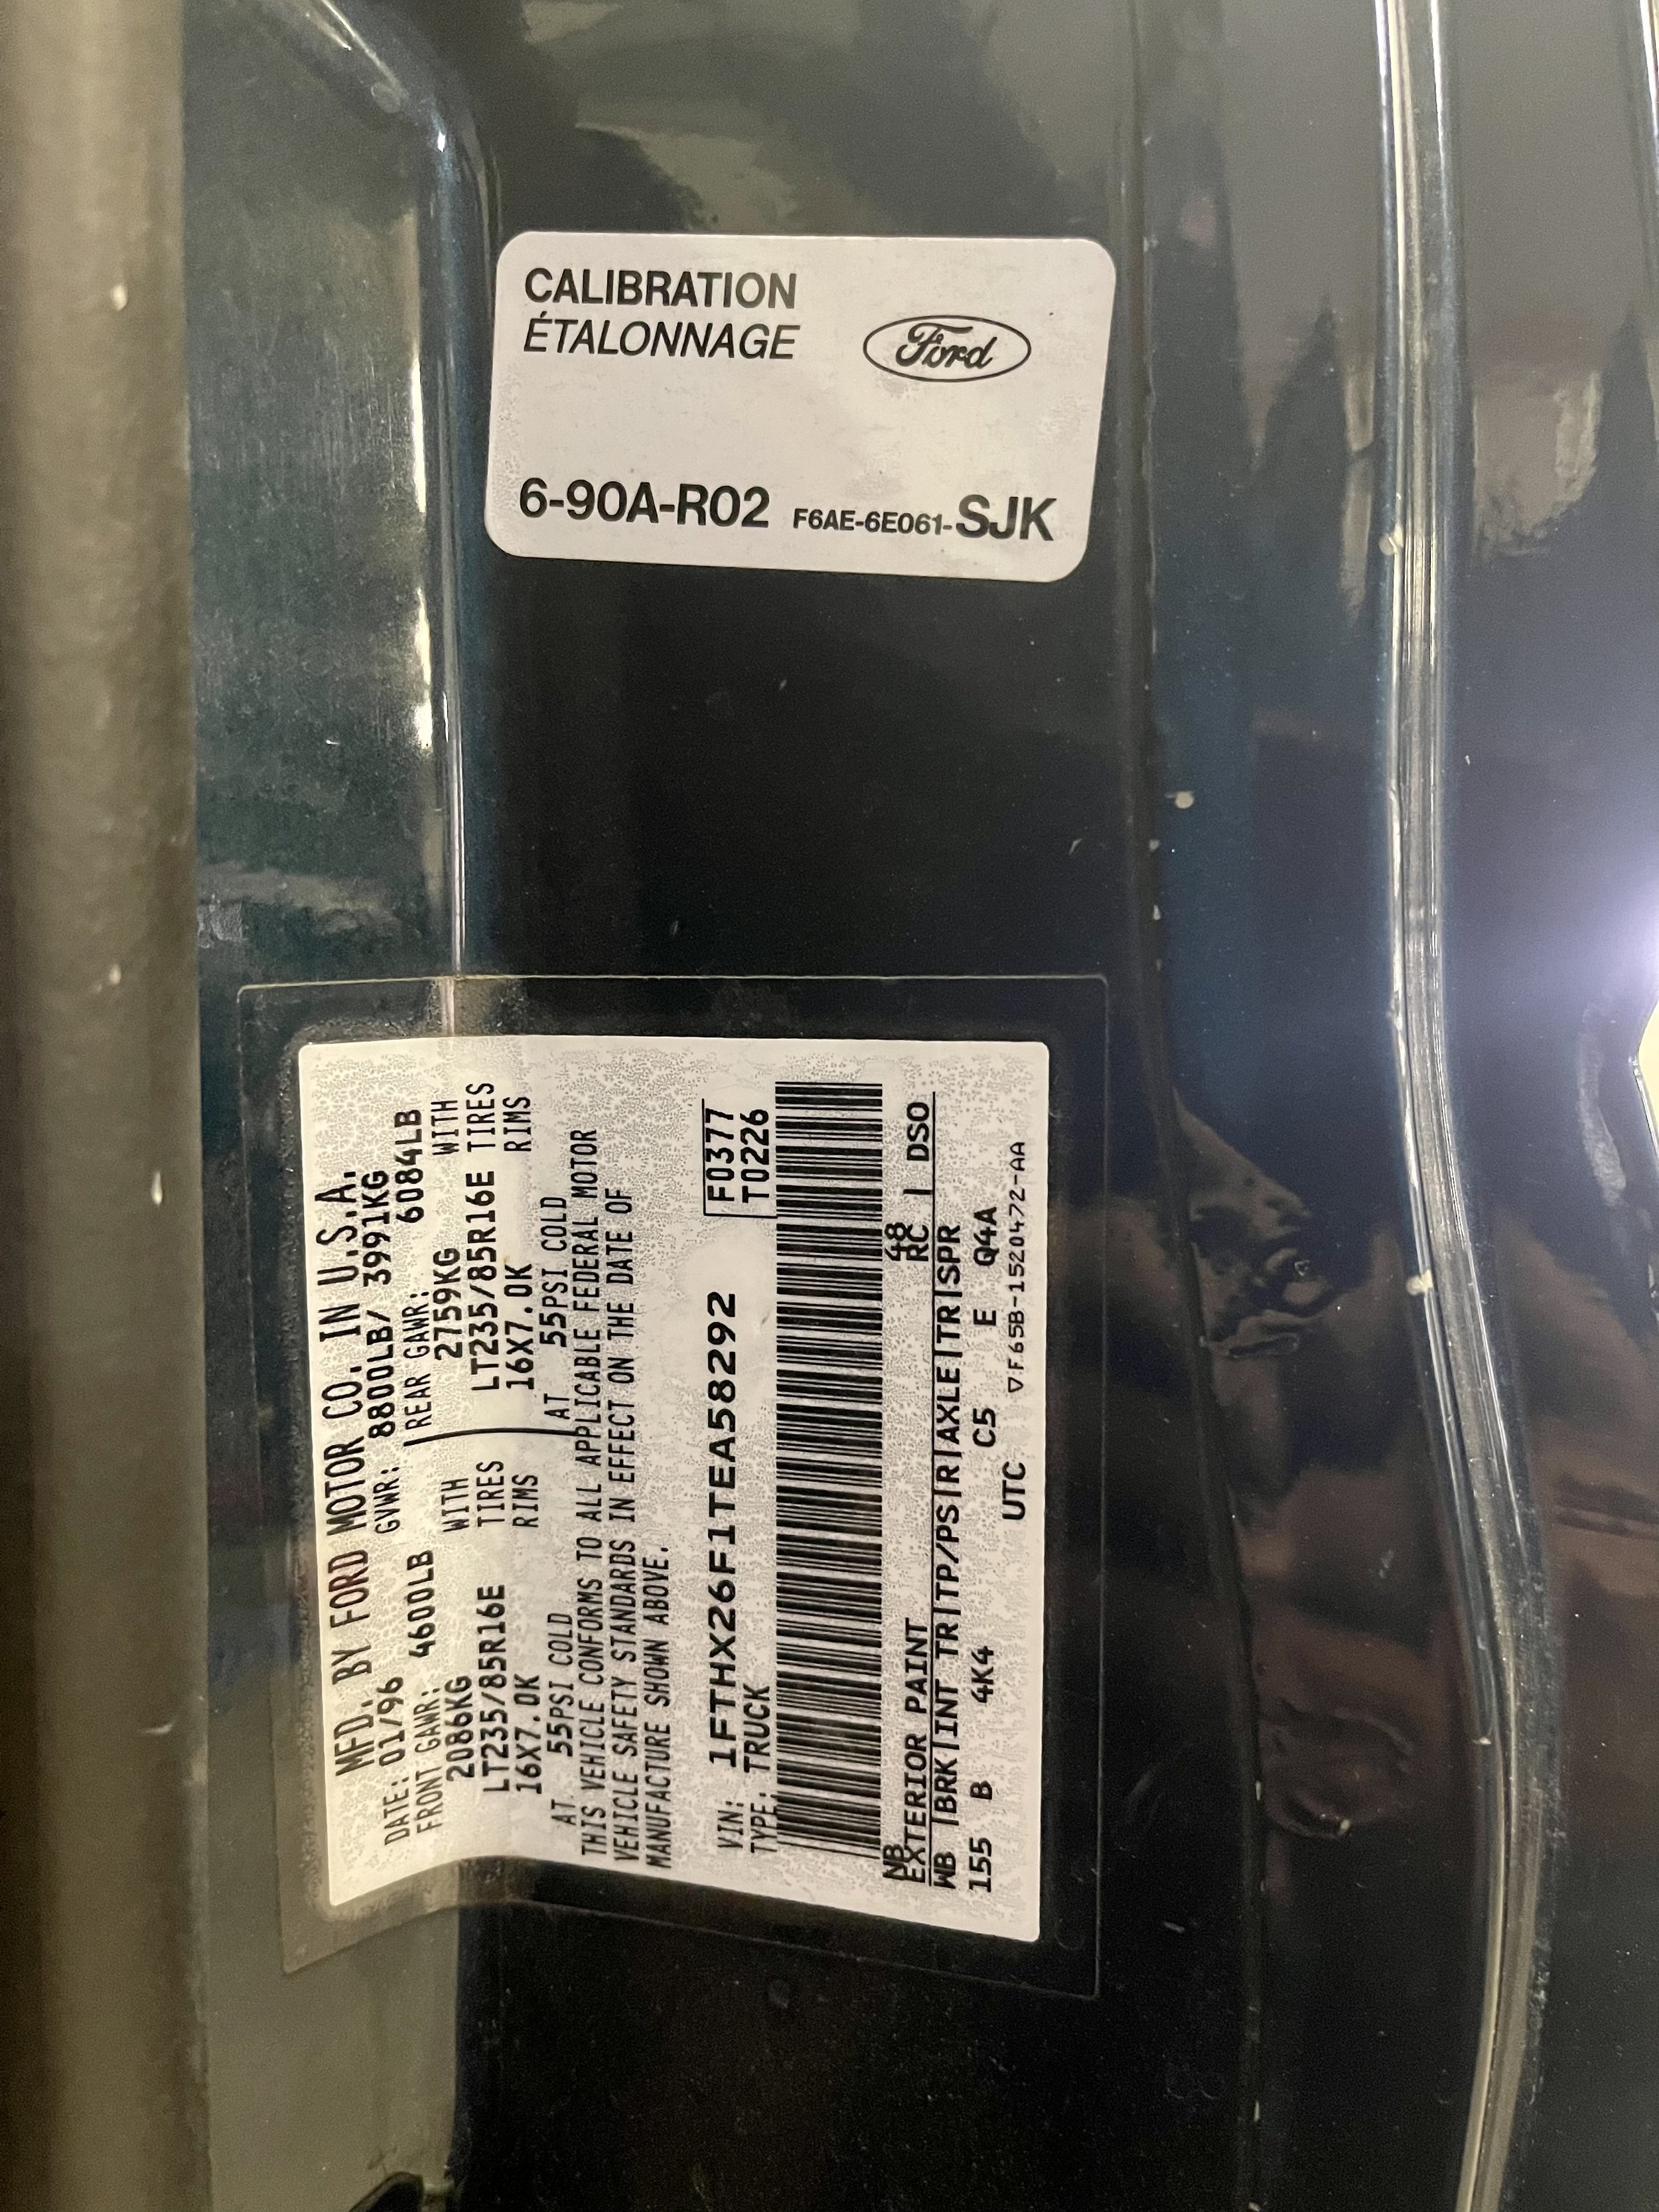 CALIBRATION
ÉTALONNAGE
Ford
6-90A-R02 F6AE-6E061-SJK
MFD. BY FORD MOTOR CO. IN U.S.A.
DATE: 01/96 GVWR: 8800LB/ 3991KG
FRONT GAWR: 4600LB REAR GAWR: 6084LB
2086KG WITH 2759KG WITH
LT235/85R16E TIRES LT235/85R16E TIRES
16X7.0K RIMS 16X7.0K RIMS
AT 55PSI COLD AT 55PSI COLD
THIS VEHICLE CONFORMS TO ALL APPLICABLE FEDERAL MOTOR
VEHICLE SAFETY STANDARDS IN EFFECT ON THE DATE OF
MANUFACTURE SHOWN ABOVE.
F0377
VIN: 1FTHX26F1TEA58292
TYPE: TRUCK T0226
NB 48
EXTERIOR PAINT RC | DSO
WB |BRK|INT TR|TP/PS|R|AXLE|TR|SPR
155 B 4K4 C5 E Q4A
UTC ▽F65B-1520472-AA